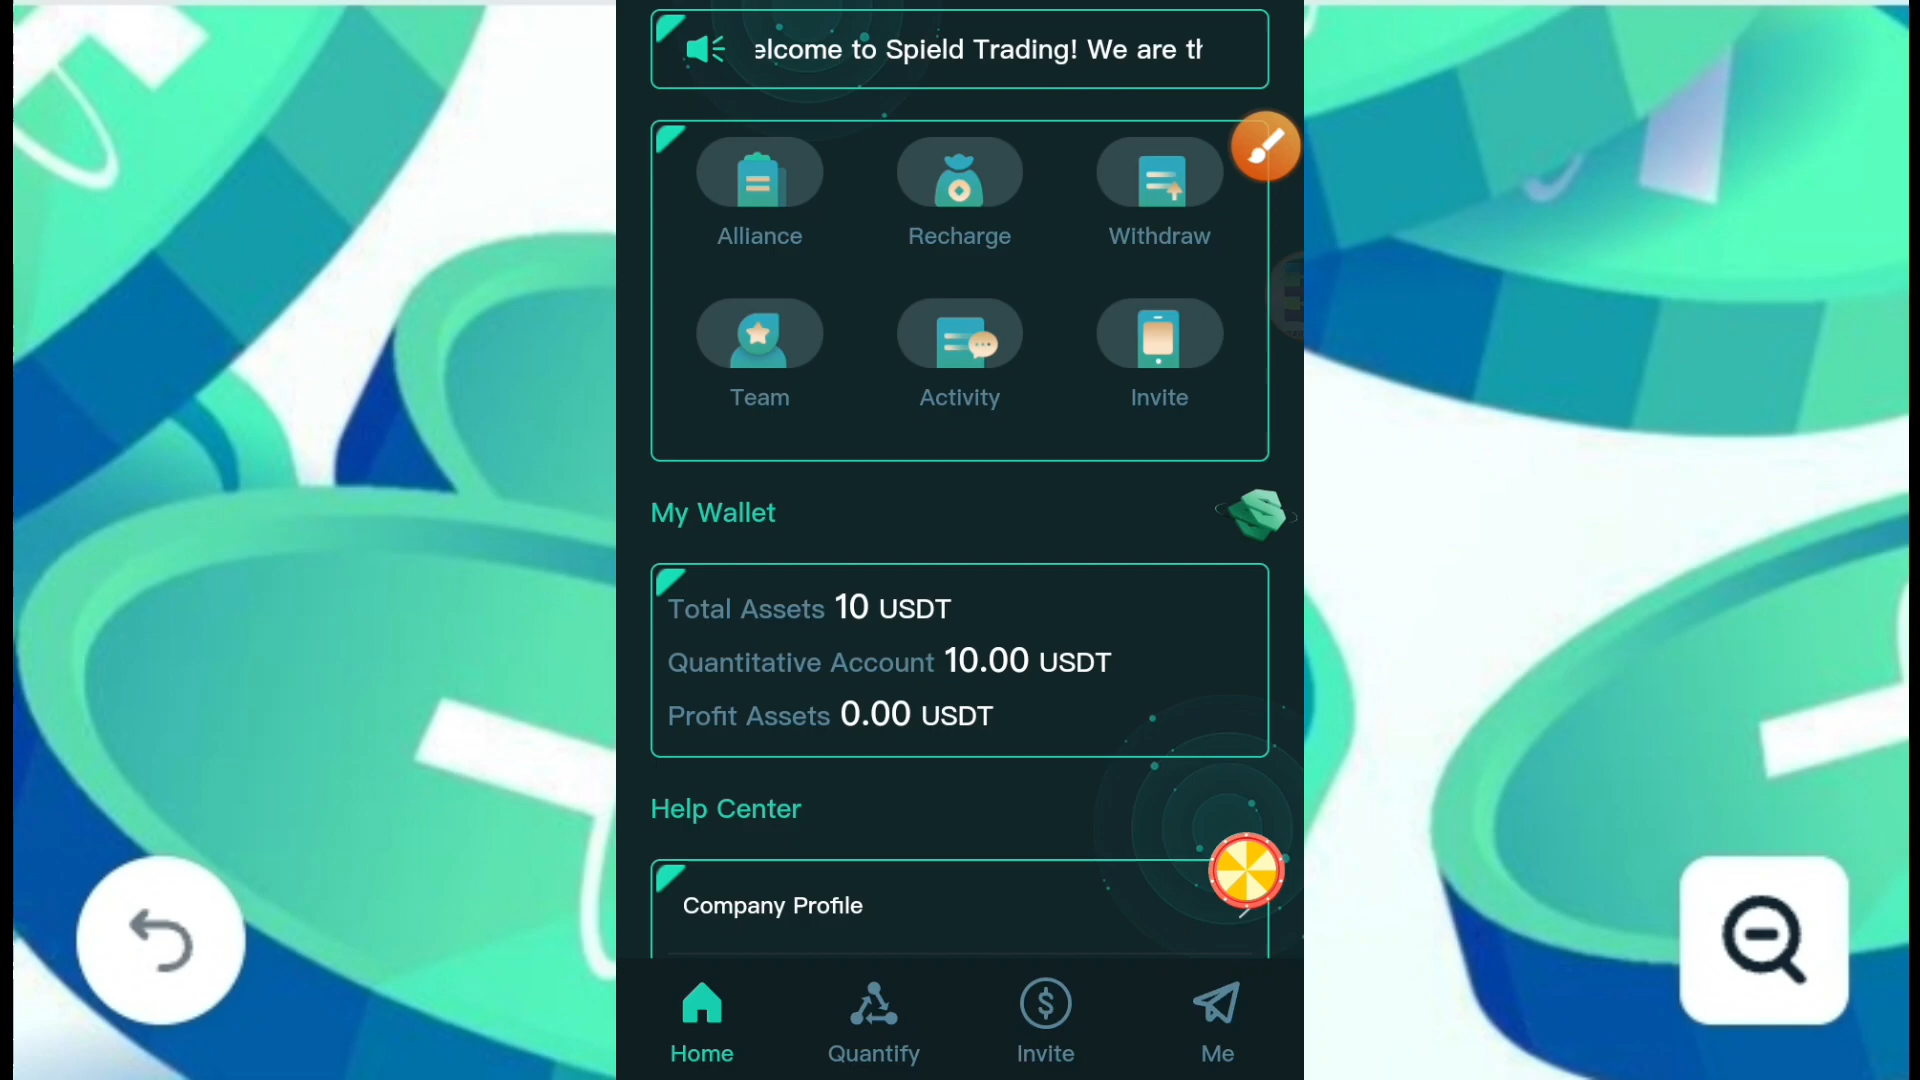 elcome to Spield Trading! We are th
Alliance
Recharge
Withdraw
Team
Activity
Invite
My Wallet
Total Assets 10 USDT
Quantitative Account 10.00 USDT
Profit Assets 0.00 USDT
Help Center
Company Profile
Home
Quantify
Invite
Me